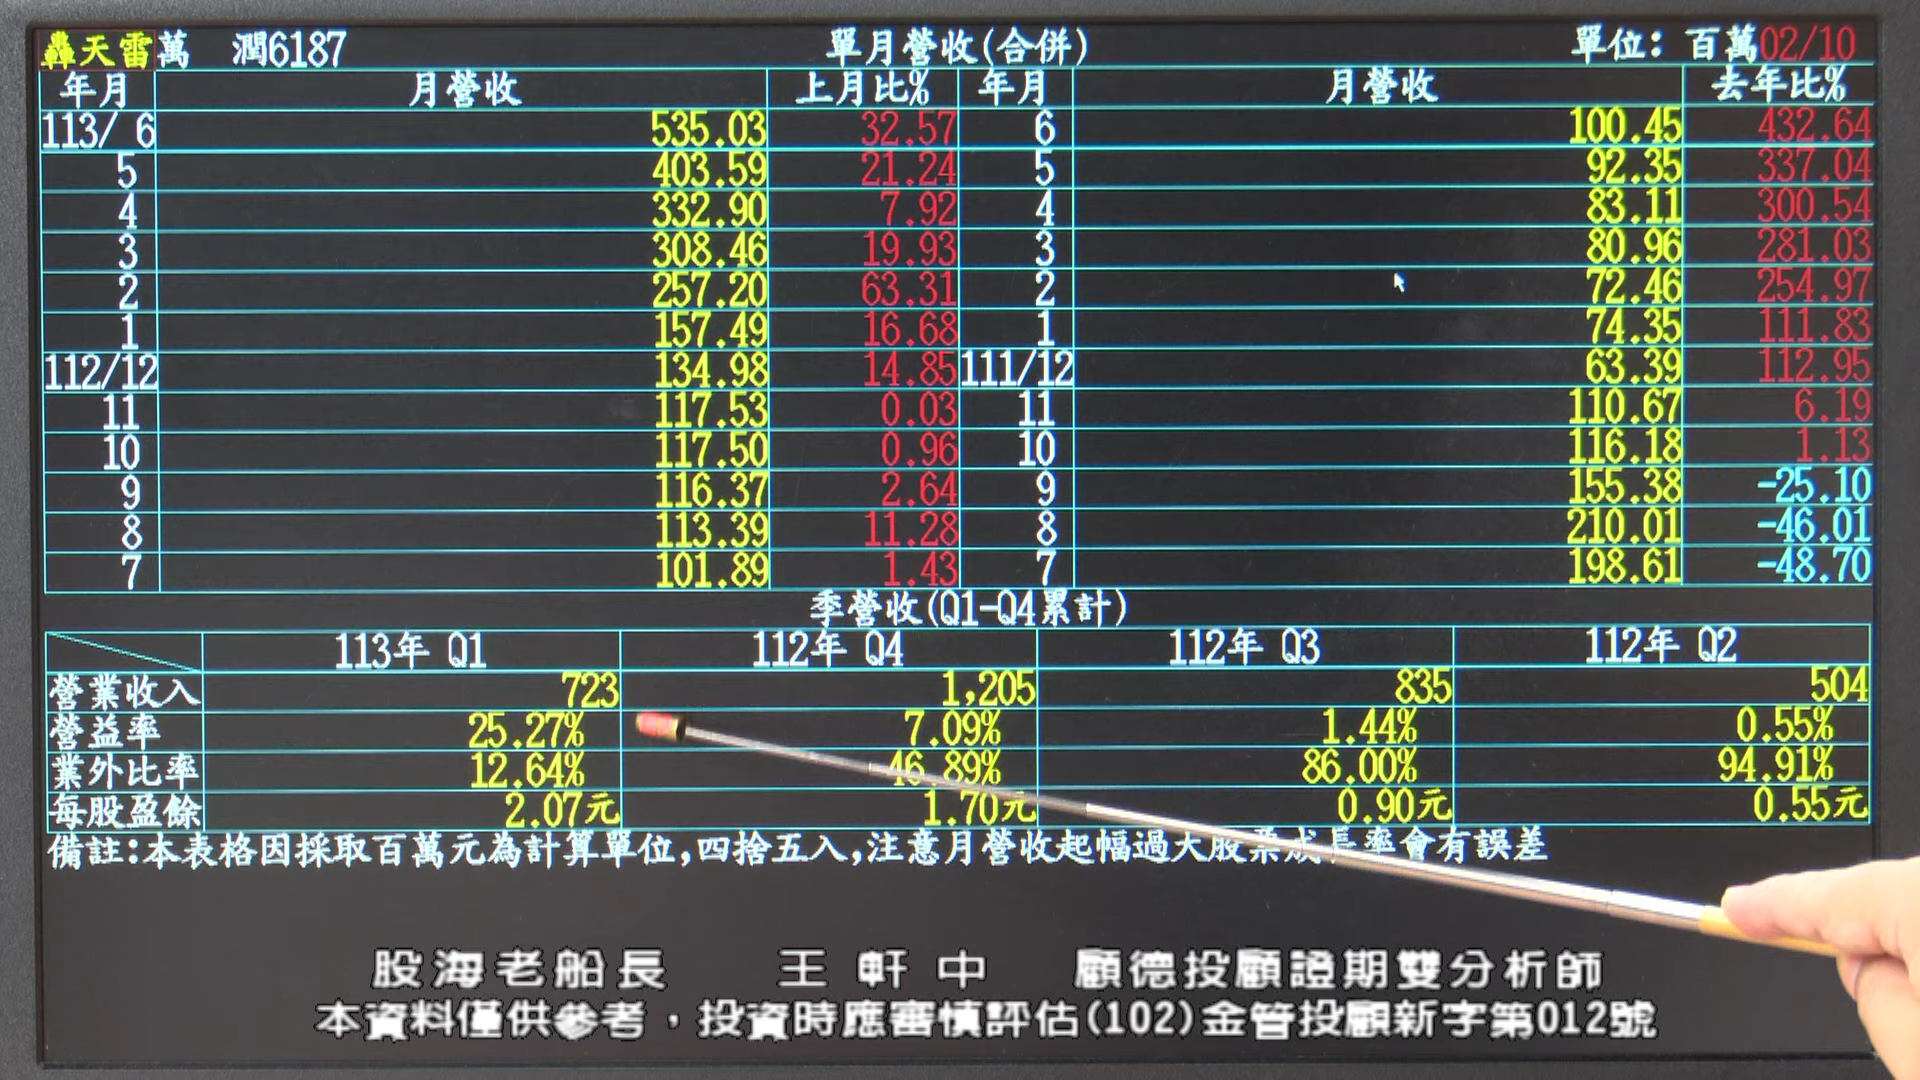 轟天雷萬 潤6187 單月營收(合併) 單位: 百萬02/10
年月 月營收 上月比% 年月 月營收 去年比%
113/ 6 535.03 32.57 6 100.45 432.64
5 403.59 21.24 5 92.35 337.04
4 332.90 7.92 4 83.11 300.54
3 308.46 19.93 3 80.96 281.03
2 257.20 63.31 2 72.46 254.97
1 157.49 16.68 1 74.35 111.83
112/12 134.98 14.85 111/12 63.39 112.95
11 117.53 0.03 11 110.67 6.19
10 117.50 0.96 10 116.18 1.13
9 116.37 2.64 9 155.38 -25.10
8 113.39 11.28 8 210.01 -46.01
7 101.89 1.43 7 198.61 -48.70
季營收(Q1-Q4累計)
113年 Q1 112年 Q4 112年 Q3 112年 Q2
營業收入 723 1,205 835 504
營益率 25.27% 7.09% 1.44% 0.55%
業外比率 12.64% 46.89% 86.00% 94.91%
每股盈餘 2.07元 1.70元 0.90元 0.55元
備註:本表格因採取百萬元為計算單位,四捨五入,注意月營收起幅過大股票成長率會有誤差
股海老船長 王軒中 顧德投顧證期雙分析師
本資料僅供參考,投資時應審慎評估(102)金管投顧新字第012號